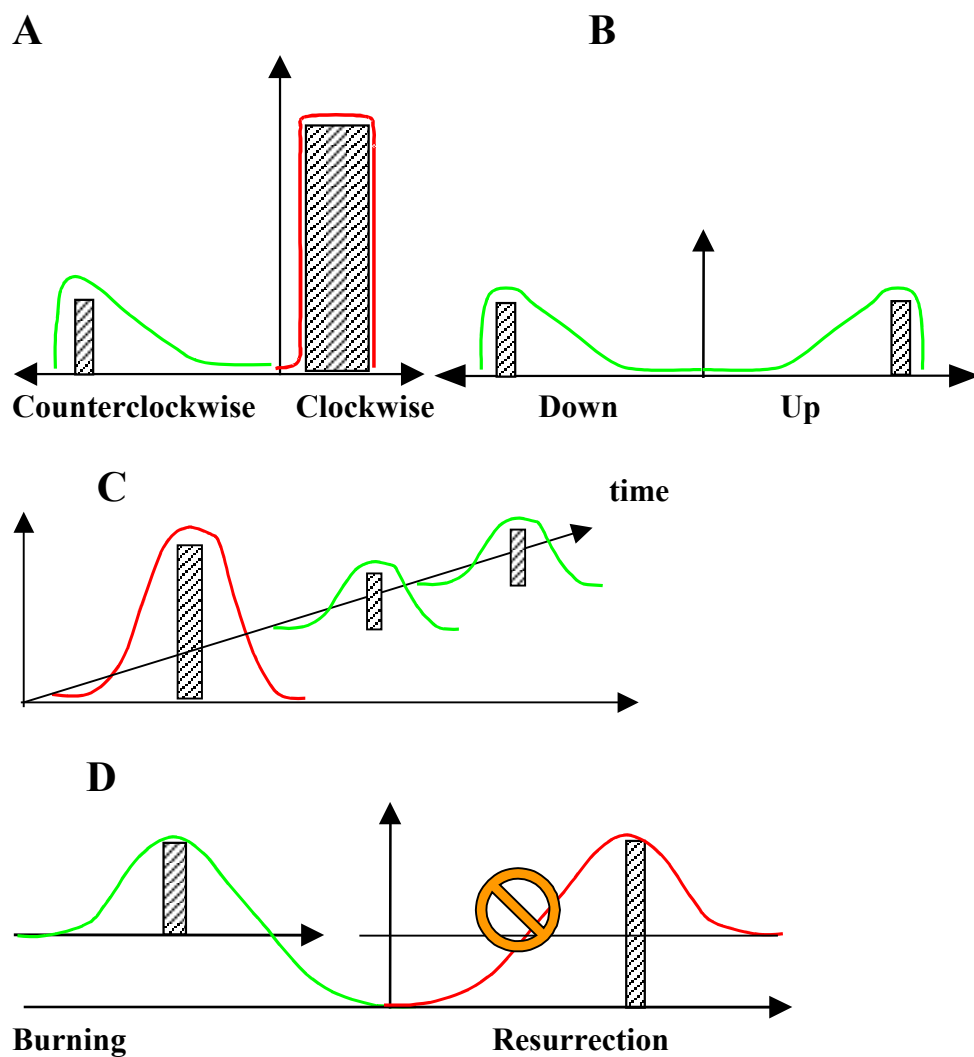 A
B
Counterclockwise Clockwise
Down Up
C
time
D
Burning Resurrection